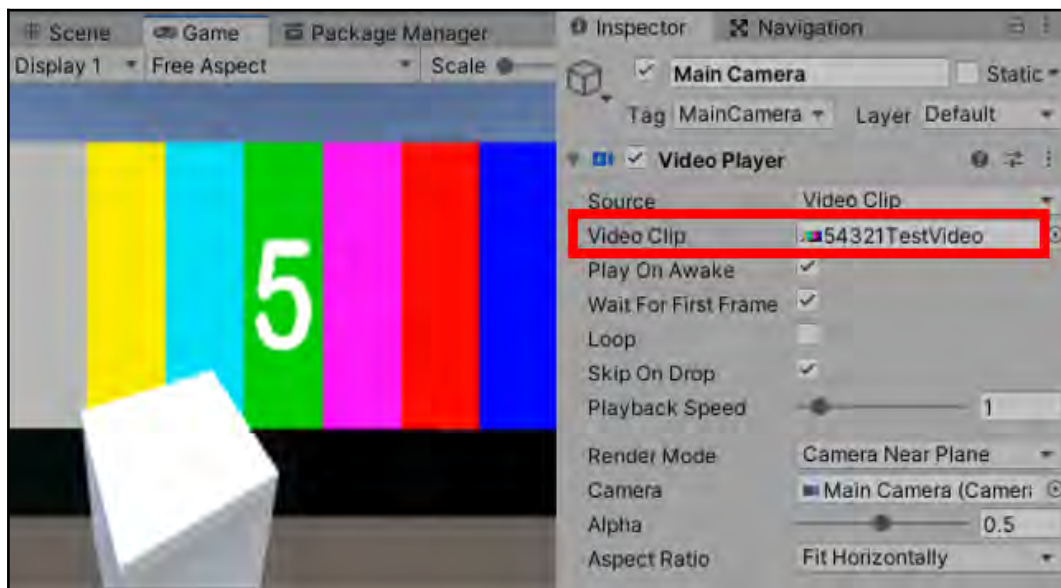 Scene Game Package Manager
Display 1 Free Aspect Scale
5
Inspector Navigation
Main Camera Static
Tag MainCamera Layer Default
Video Player
Source Video Clip
Video Clip 54321TestVideo
Play On Awake
Wait For First Frame
Loop
Skip On Drop
Playback Speed 1
Render Mode Camera Near Plane
Camera Main Camera (Camer
Alpha 0.5
Aspect Ratio Fit Horizontally